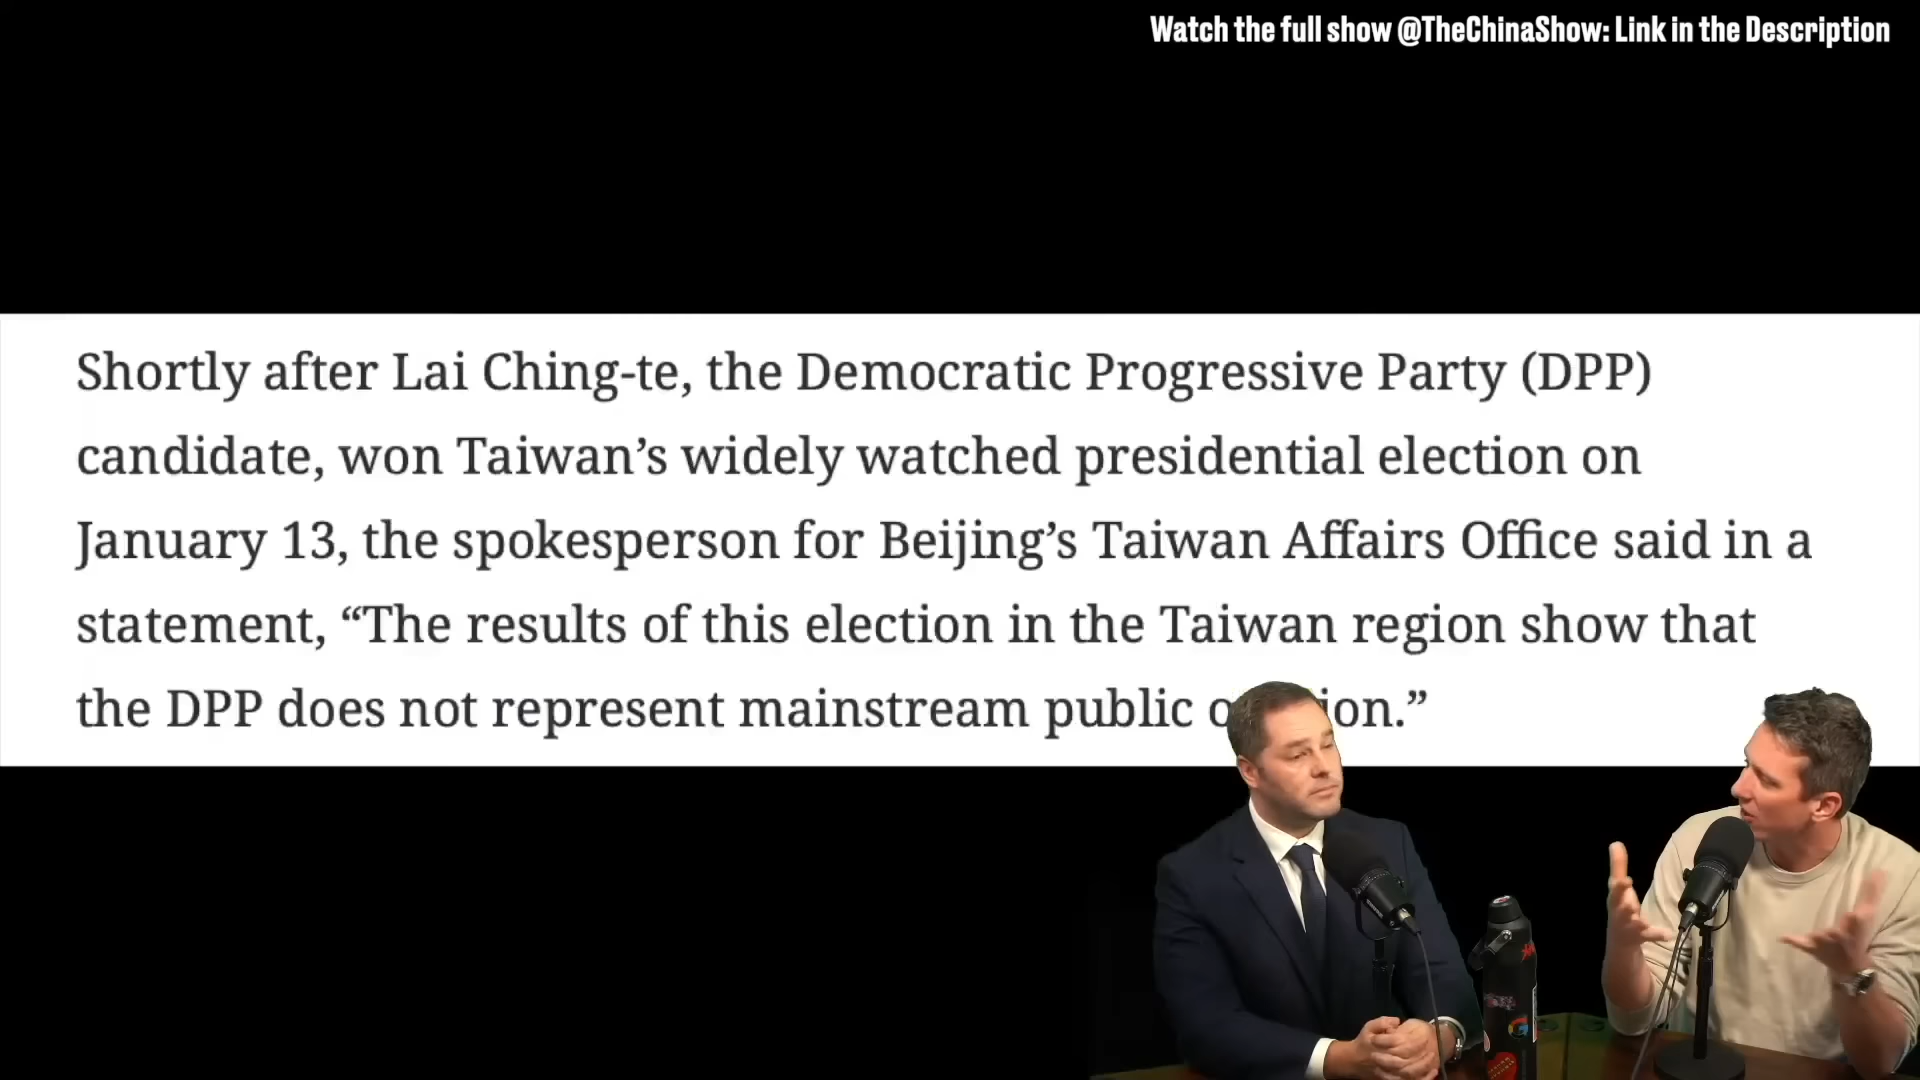 Watch the full show @TheChinaShow: Link in the Description
Shortly after Lai Ching-te, the Democratic Progressive Party (DPP)
candidate, won Taiwan’s widely watched presidential election on
January 13, the spokesperson for Beijing’s Taiwan Affairs Office said in a
statement, “The results of this election in the Taiwan region show that
the DPP does not represent mainstream public